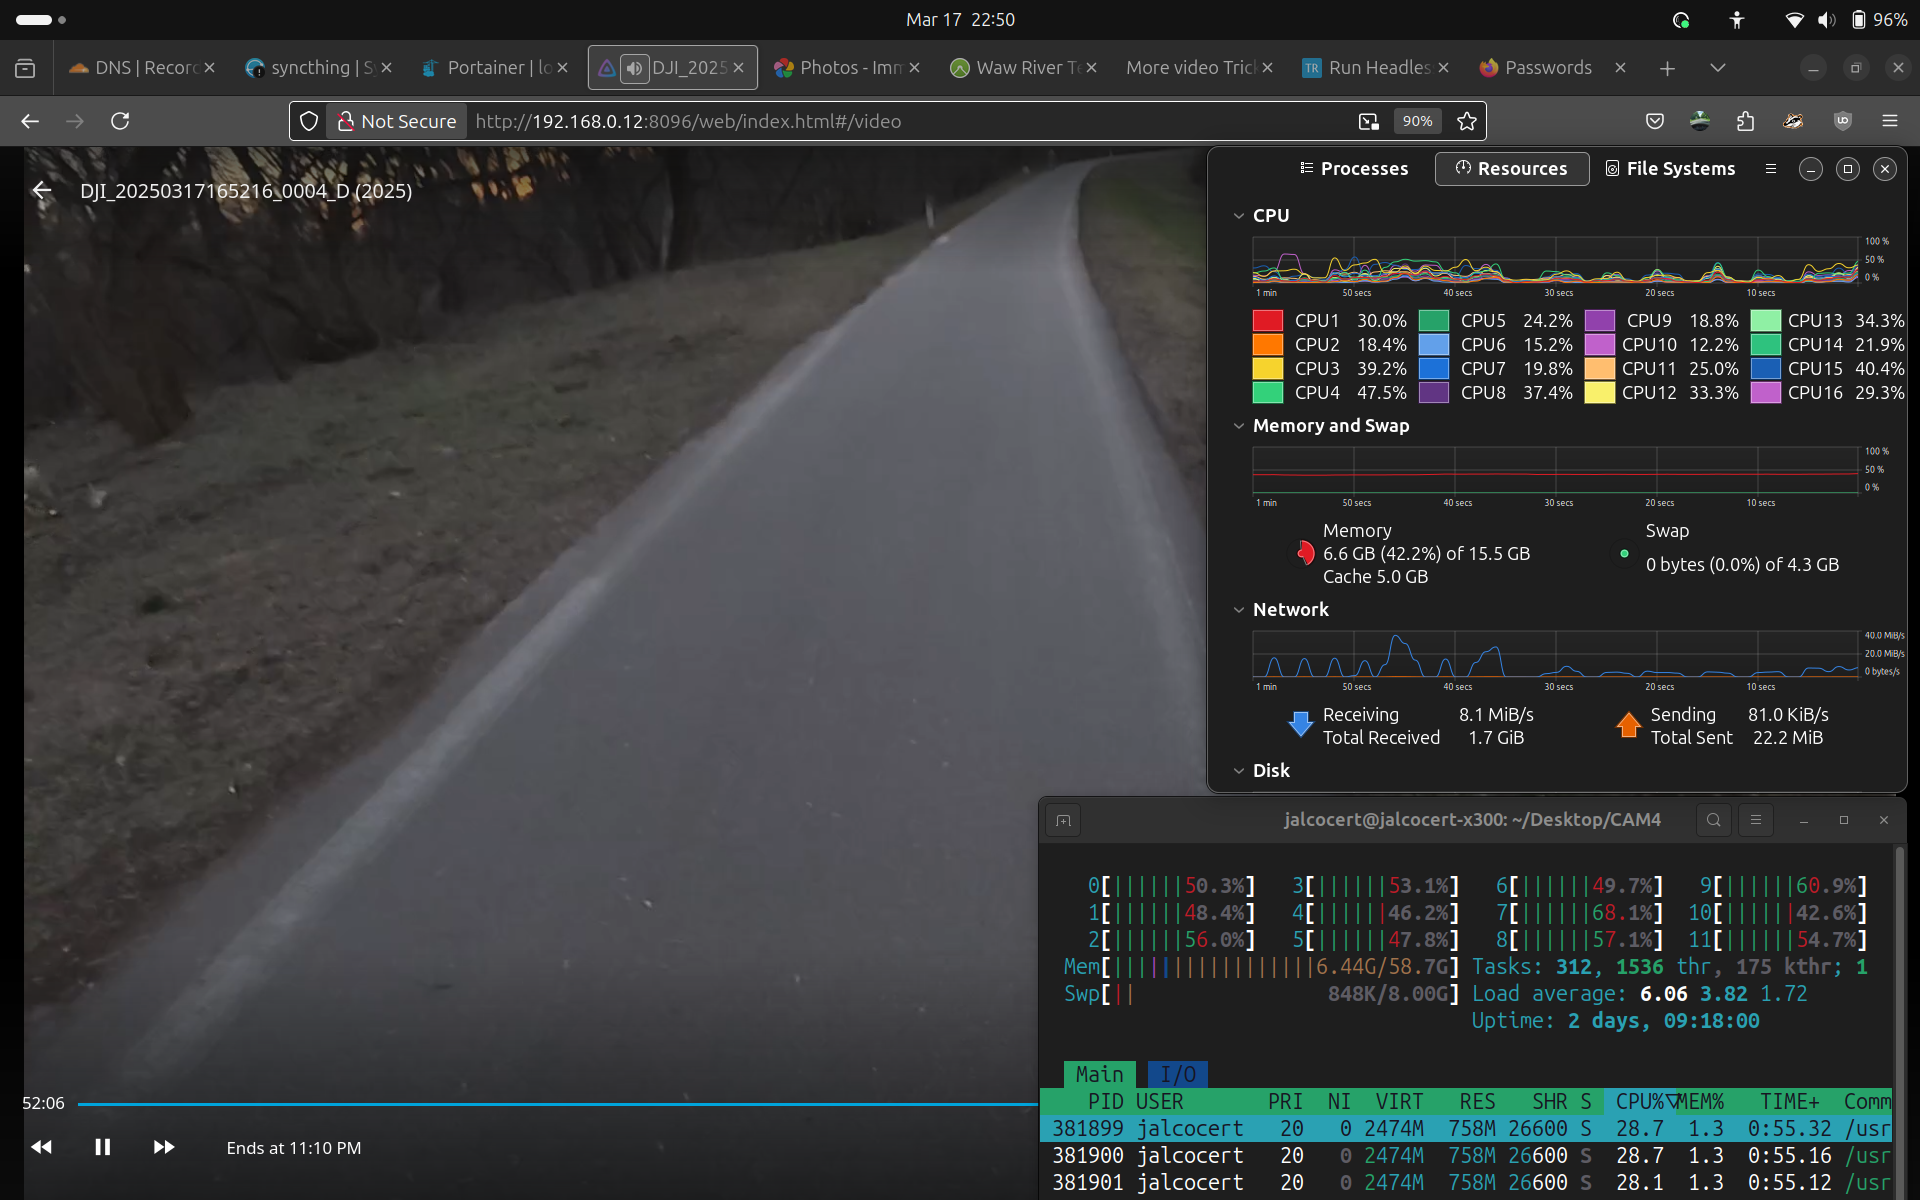 Mar 17 22:50
96%
DNS | Recor
syncthing | S
Portainer | lo
DJI_2025
Photos - Imm
Waw River Te
More video Tric
TR Run Headles
Passwords
Not Secure
http://192.168.0.12:8096/web/index.html#/video
90%
DJI_20250317165216_0004_D (2025)
Processes
Resources
File Systems
CPU
100 %
50 %
0 %
1 min 50 secs 40 secs 30 secs 20 secs 10 secs
CPU1 30.0% CPU5 24.2% CPU9 18.8% CPU13 34.3%
CPU2 18.4% CPU6 15.2% CPU10 12.2% CPU14 21.9%
CPU3 39.2% CPU7 19.8% CPU11 25.0% CPU15 40.4%
CPU4 47.5% CPU8 37.4% CPU12 33.3% CPU16 29.3%
Memory and Swap
100 %
50 %
0 %
1 min 50 secs 40 secs 30 secs 20 secs 10 secs
Memory
6.6 GB (42.2%) of 15.5 GB
Cache 5.0 GB
Swap
0 bytes (0.0%) of 4.3 GB
Network
40.0 MiB/s
20.0 MiB/s
0 bytes/s
1 min 50 secs 40 secs 30 secs 20 secs 10 secs
Receiving 8.1 MiB/s
Total Received 1.7 GiB
Sending 81.0 KiB/s
Total Sent 22.2 MiB
Disk
jalcocert@jalcocert-x300: ~/Desktop/CAM4
0[||||||50.3%] 3[||||||53.1%] 6[||||||49.7%] 9[||||||60.9%]
1[||||||48.4%] 4[||||||46.2%] 7[||||||68.1%] 10[||||||42.6%]
2[||||||56.0%] 5[||||||47.8%] 8[||||||57.1%] 11[||||||54.7%]
Mem[|||||||||||||||||6.44G/58.7G] Tasks: 312, 1536 thr, 175 kthr; 1
Swp[|| 848K/8.00G] Load average: 6.06 3.82 1.72
Uptime: 2 days, 09:18:00
Main I/O
PID USER PRI NI VIRT RES SHR S CPU%▽MEM% TIME+ Comm
381899 jalcocert 20 0 2474M 758M 26600 S 28.7 1.3 0:55.32 /usr
381900 jalcocert 20 0 2474M 758M 26600 S 28.7 1.3 0:55.16 /usr
381901 jalcocert 20 0 2474M 758M 26600 S 28.1 1.3 0:55.12 /usr
52:06
Ends at 11:10 PM